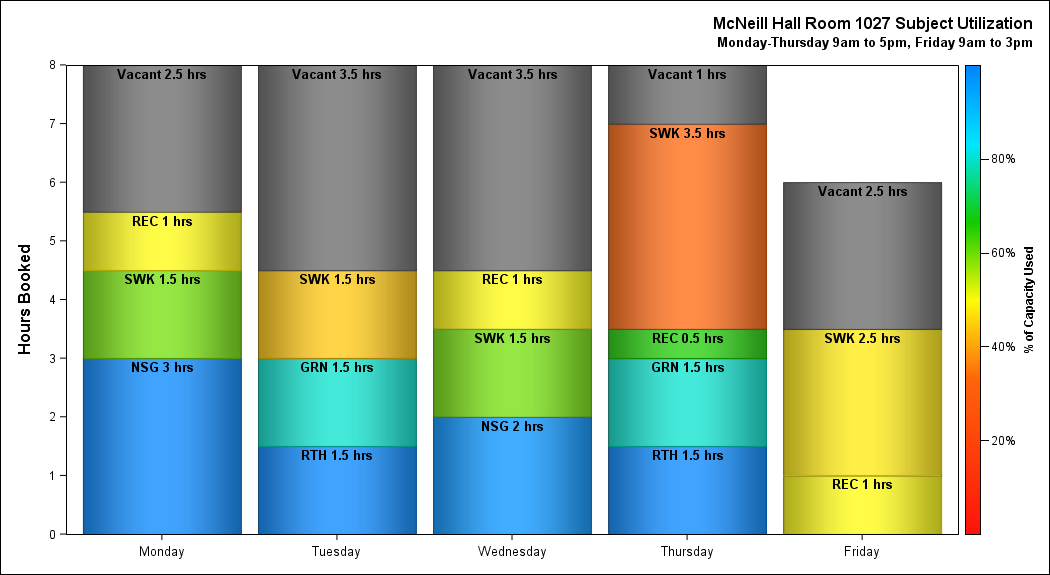 McNeill Hall Room 1027 Subject Utilization
Monday-Thursday 9am to 5pm, Friday 9am to 3pm
Hours Booked
8
7
6
5
4
3
2
1
0
Vacant 2.5 hrs
REC 1 hrs
SWK 1.5 hrs
NSG 3 hrs
Monday
Vacant 3.5 hrs
SWK 1.5 hrs
GRN 1.5 hrs
RTH 1.5 hrs
Tuesday
Vacant 3.5 hrs
REC 1 hrs
SWK 1.5 hrs
NSG 2 hrs
Wednesday
Vacant 1 hrs
SWK 3.5 hrs
REC 0.5 hrs
GRN 1.5 hrs
RTH 1.5 hrs
Thursday
Vacant 2.5 hrs
SWK 2.5 hrs
REC 1 hrs
Friday
80%
60%
40%
20%
% of Capacity Used